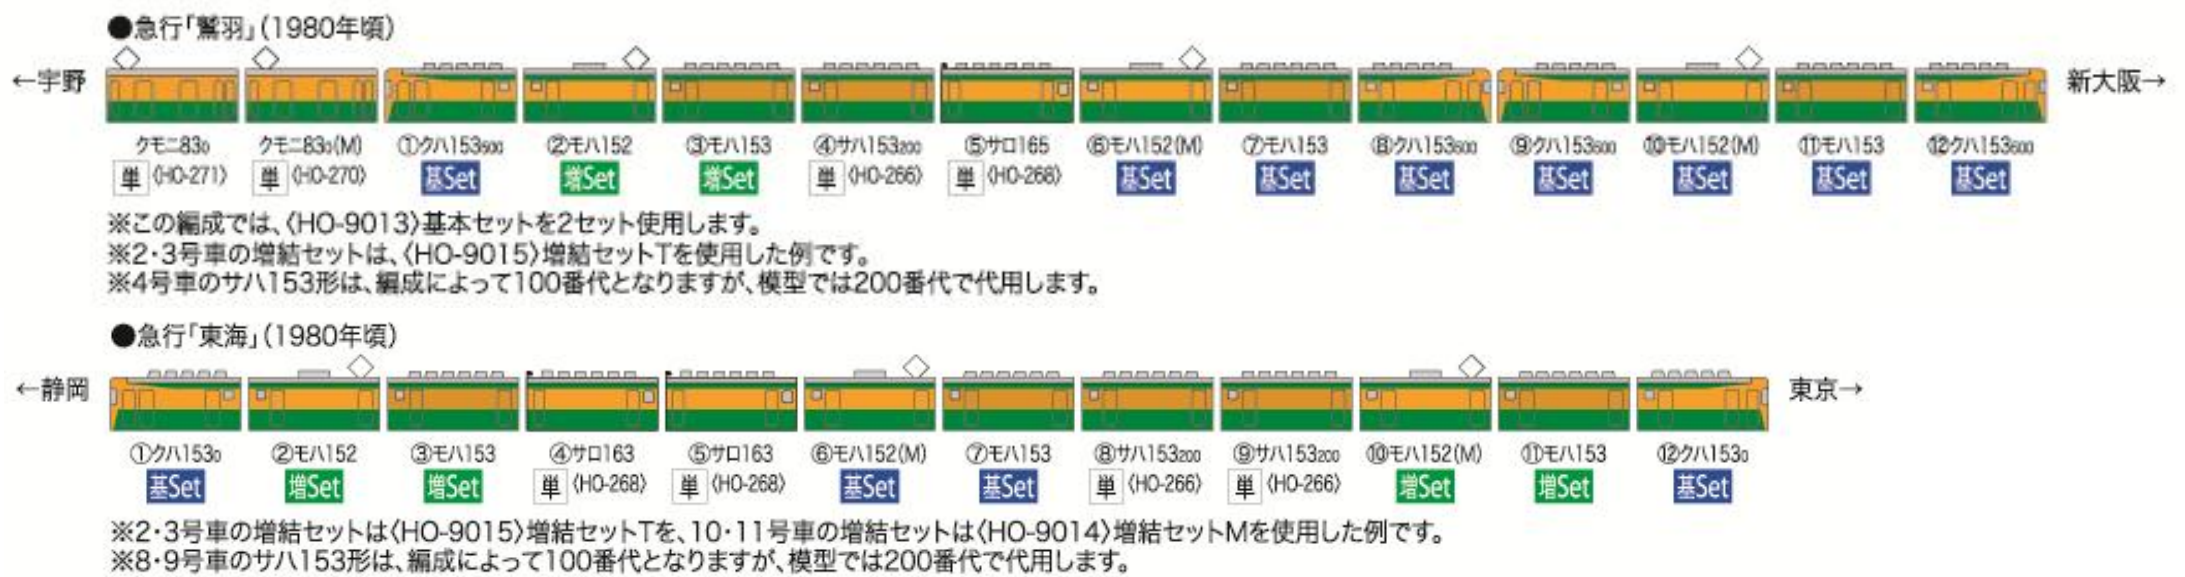 ●急行「鷲羽」(1980年頃)
←宇野
新大阪→
クモニ83₀ クモニ83₀(M) ①クハ153₅₀₀ ②モハ152 ③モハ153 ④サハ153₂₀₀ ⑤サロ165 ⑥モハ152(M) ⑦モハ153 ⑧クハ153₆₀₀ ⑨クハ153₆₀₀ ⑩モハ152(M) ⑪モハ153 ⑫クハ153₆₀₀
単〈HO-271〉 単〈HO-270〉 基Set 増Set 増Set 単〈HO-266〉 単〈HO-268〉 基Set 基Set 基Set 基Set 基Set 基Set 基Set
※この編成では、〈HO-9013〉基本セットを2セット使用します。
※2・3号車の増結セットは、〈HO-9015〉増結セットTを使用した例です。
※4号車のサハ153形は、編成によって100番代となりますが、模型では200番代で代用します。
●急行「東海」(1980年頃)
←静岡
東京→
①クハ153₀ ②モハ152 ③モハ153 ④サロ163 ⑤サロ163 ⑥モハ152(M) ⑦モハ153 ⑧サハ153₂₀₀ ⑨サハ153₂₀₀ ⑩モハ152(M) ⑪モハ153 ⑫クハ153₀
基Set 増Set 増Set 単〈HO-268〉 単〈HO-268〉 基Set 基Set 単〈HO-266〉 単〈HO-266〉 増Set 増Set 基Set
※2・3号車の増結セットは〈HO-9015〉増結セットTを、10・11号車の増結セットは〈HO-9014〉増結セットMを使用した例です。
※8・9号車のサハ153形は、編成によって100番代となりますが、模型では200番代で代用します。